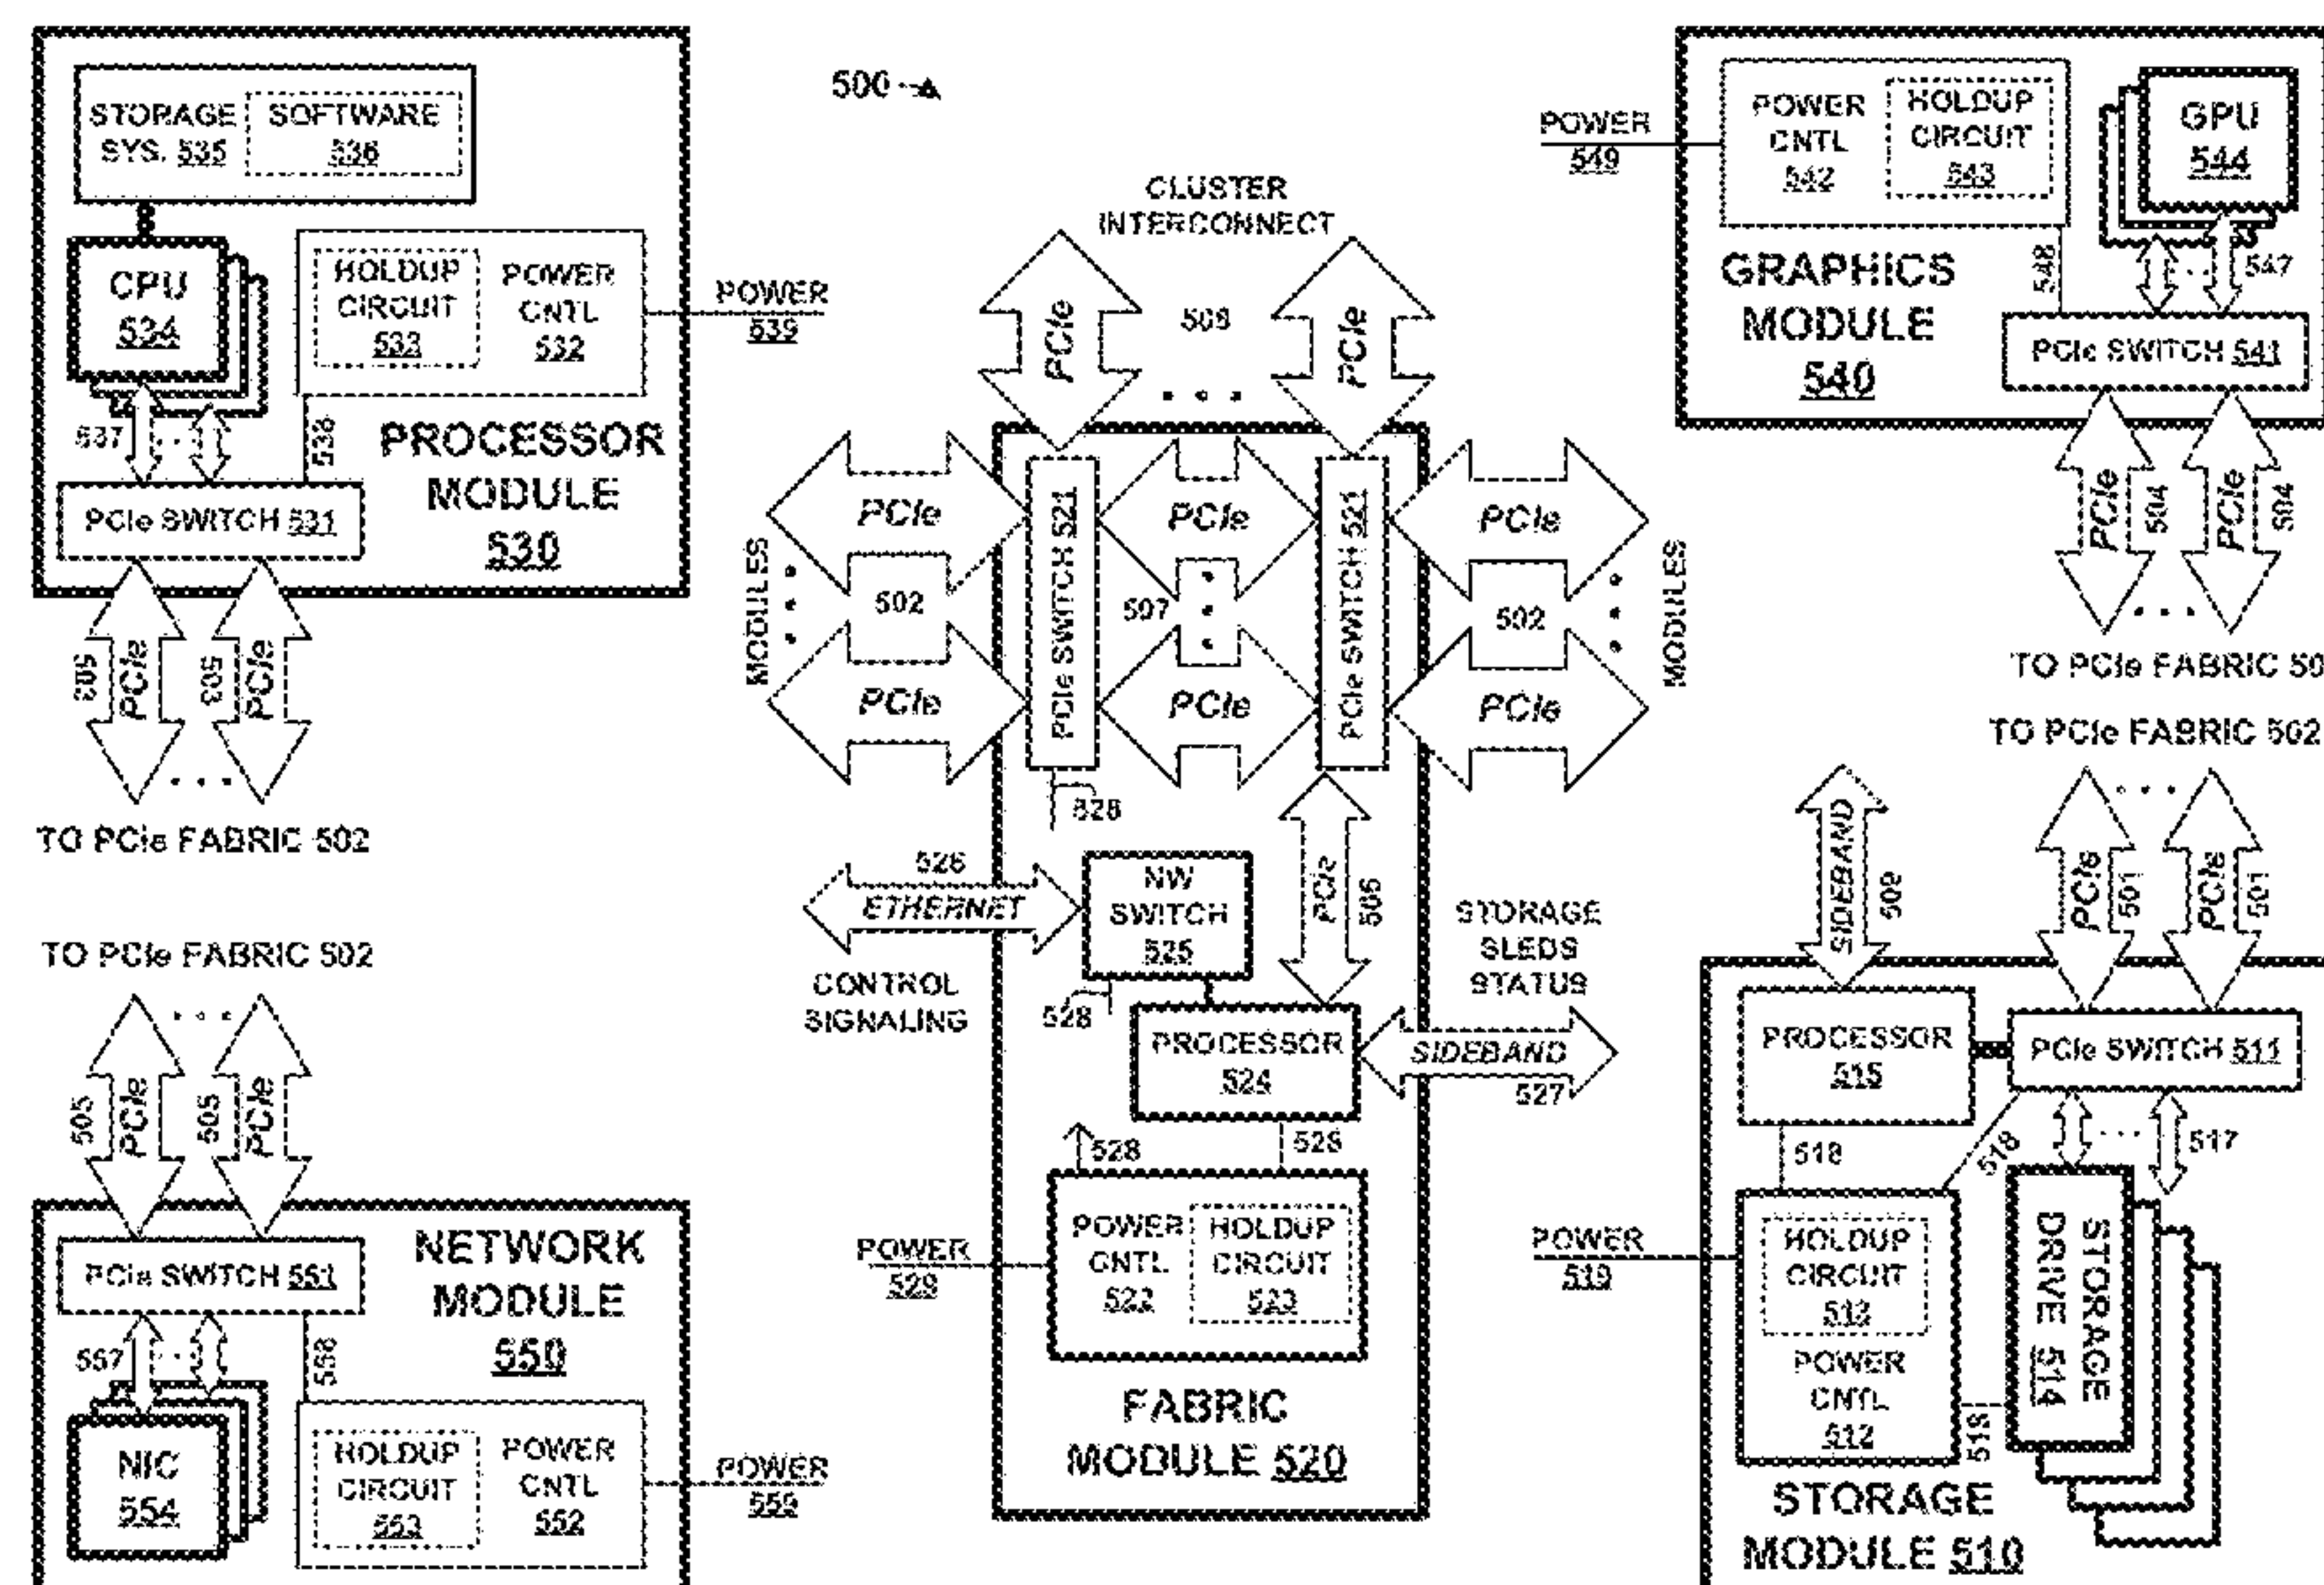 500
STORAGE
SYS. 535
SOFTWARE
536
CPU
534
HOLDUP
CIRCUIT
533
POWER
CNTL
532
POWER
539
537
538
PROCESSOR
MODULE
530
PCIe SWITCH 531
503
PCIe
503
PCIe
TO PCIe FABRIC 502
TO PCIe FABRIC 502
505
PCIe
505
PCIe
PCIe SWITCH 551
NETWORK
MODULE
550
557
558
NIC
554
HOLDUP
CIRCUIT
553
POWER
CNTL
552
POWER
559
CLUSTER
INTERCONNECT
PCIe
PCIe
MODULES
PCIe
502
PCIe
PCIe SWITCH 521
PCIe
507
PCIe
PCIe SWITCH 521
PCIe
502
PCIe
MODULES
528
526
ETHERNET
CONTROL
SIGNALING
NW
SWITCH
525
528
PCIe
506
STORAGE
SLEDS
STATUS
PROCESSOR
524
SIDEBAND
527
528
528
POWER
529
POWER
CNTL
522
HOLDUP
CIRCUIT
523
FABRIC
MODULE 520
POWER
549
POWER
CNTL
542
HOLDUP
CIRCUIT
543
GPU
544
547
548
GRAPHICS
MODULE
540
PCIe SWITCH 541
PCIe
504
PCIe
504
TO PCIe FABRIC 50
TO PCIe FABRIC 502
SIDEBAND
509
PCIe
501
PCIe
501
PROCESSOR
515
PCIe SWITCH 511
518
518
517
POWER
519
HOLDUP
CIRCUIT
513
POWER
CNTL
512
518
STORAGE
DRIVE 514
STORAGE
MODULE 510